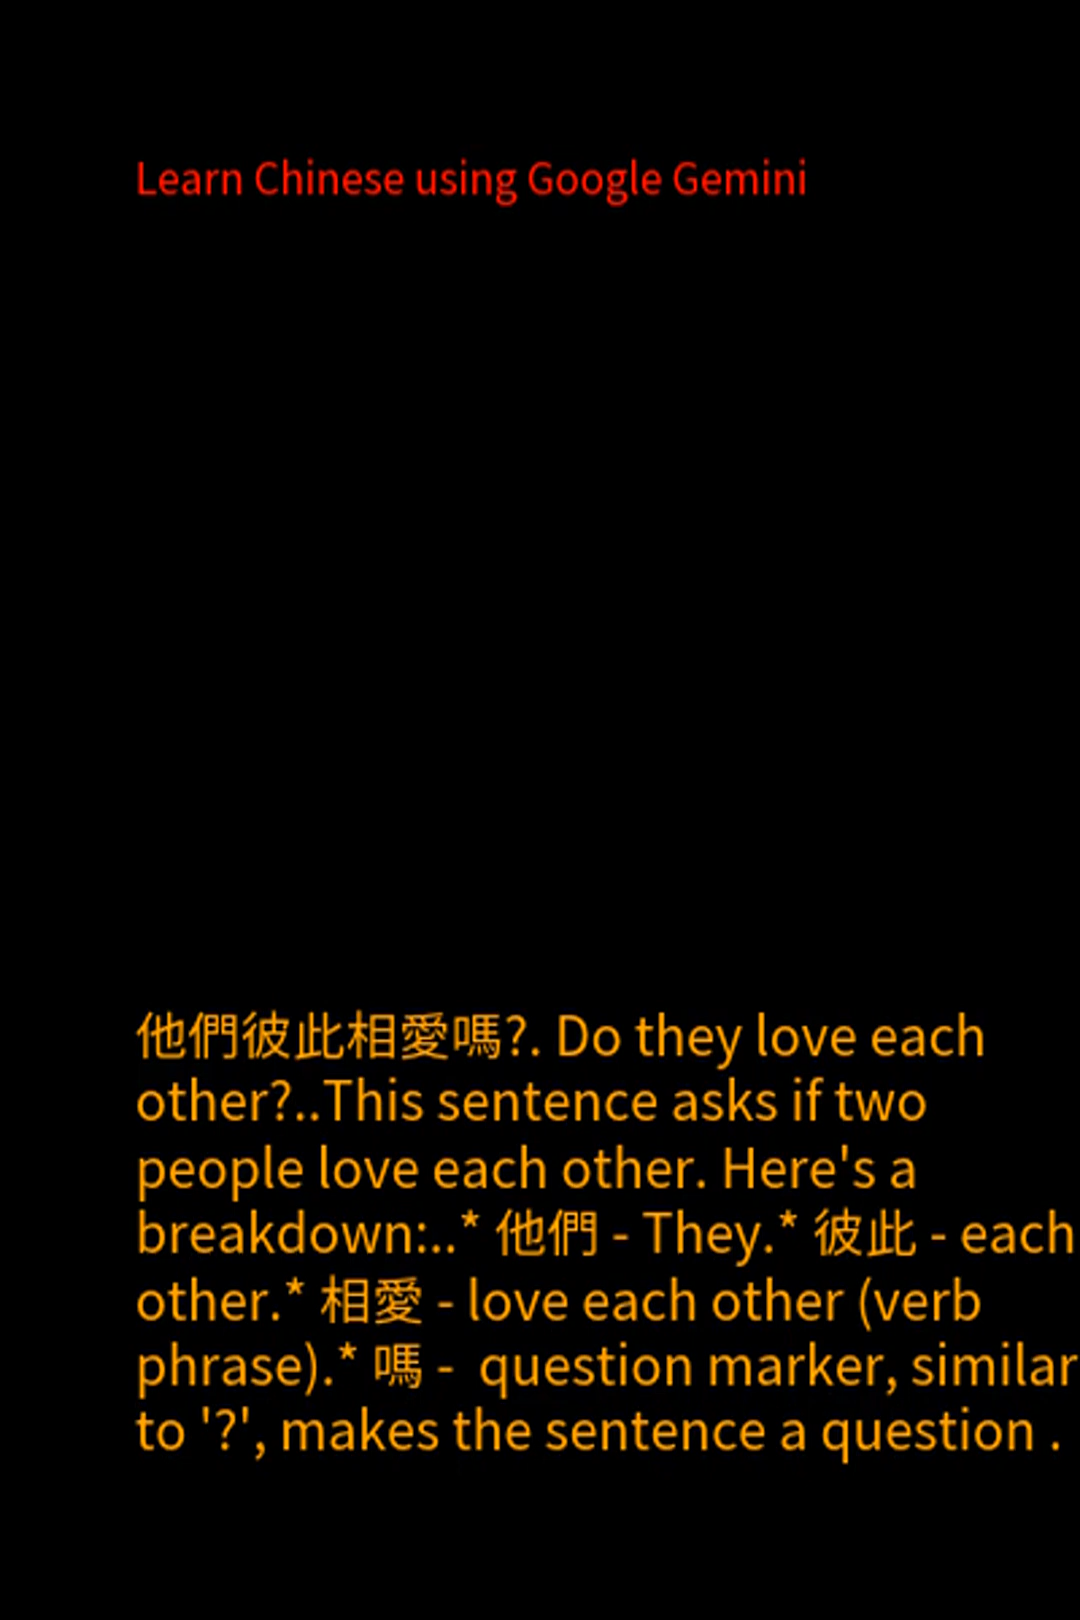 Learn Chinese using Google Gemini
他們彼此相愛嗎?. Do they love each
other?..This sentence asks if two
people love each other. Here's a
breakdown:..* 他們 - They.* 彼此 - each
other.* 相愛 - love each other (verb
phrase).* 嗎 -  question marker, similar
to '?', makes the sentence a question .